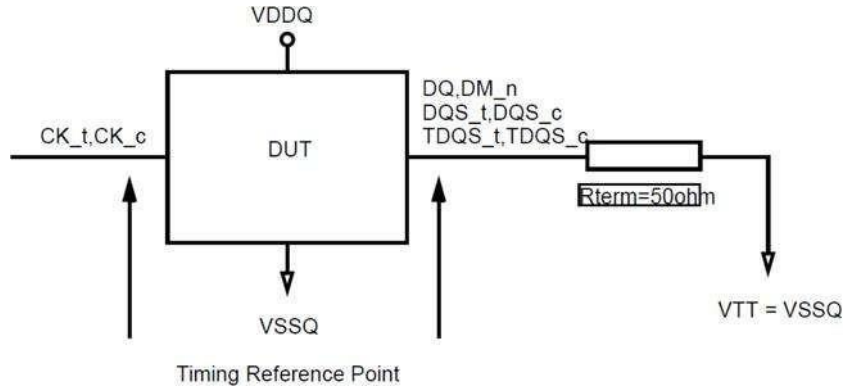 VDDQ
DQ,DM_n
DQS_t,DQS_c
TDQS_t,TDQS_c
CK_t,CK_c
DUT
Rterm=50ohm
VSSQ
VTT = VSSQ
Timing Reference Point